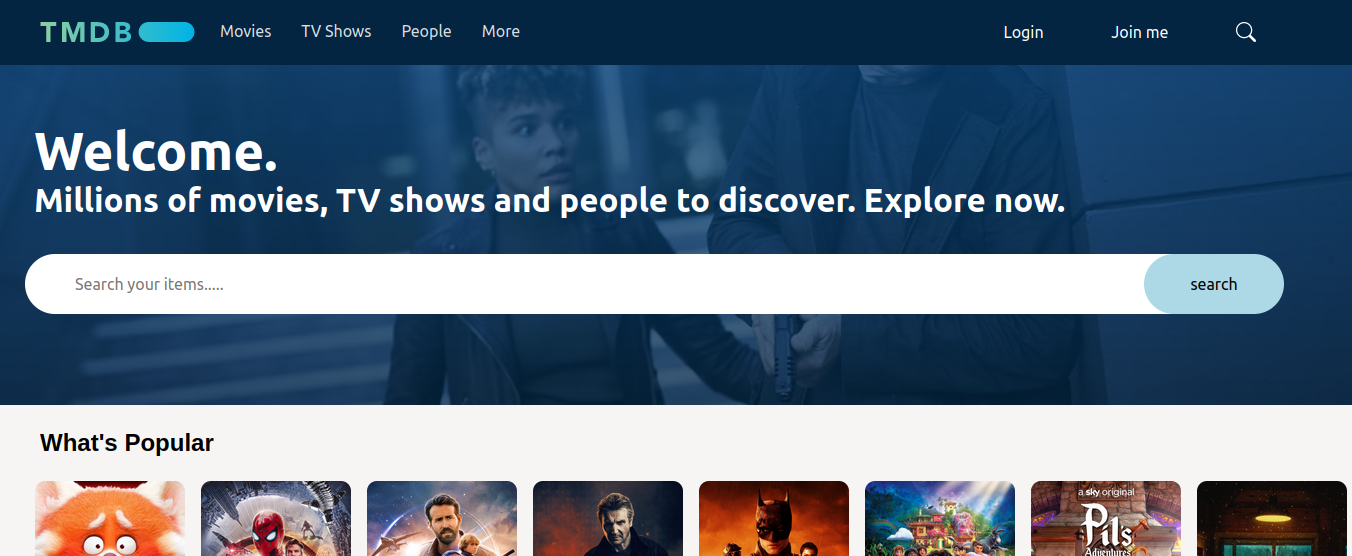 TMDB Movies TV Shows People More Login Join me
Welcome.
Millions of movies, TV shows and people to discover. Explore now.
Search your items..... search
What's Popular
a sky original
Pil's
Adventures